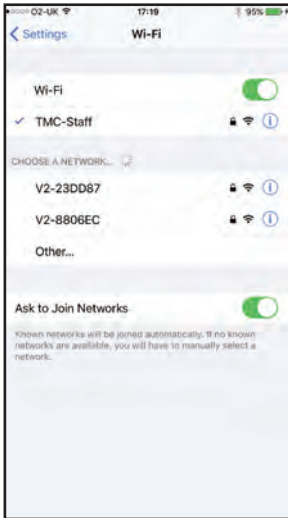 O2-UK 17:19 95%
Settings Wi-Fi
Wi-Fi
TMC-Staff
CHOOSE A NETWORK...
V2-23DD87
V2-8806EC
Other...
Ask to Join Networks
Known networks will be joined automatically. If no known
networks are available, you will have to manually select a
network.